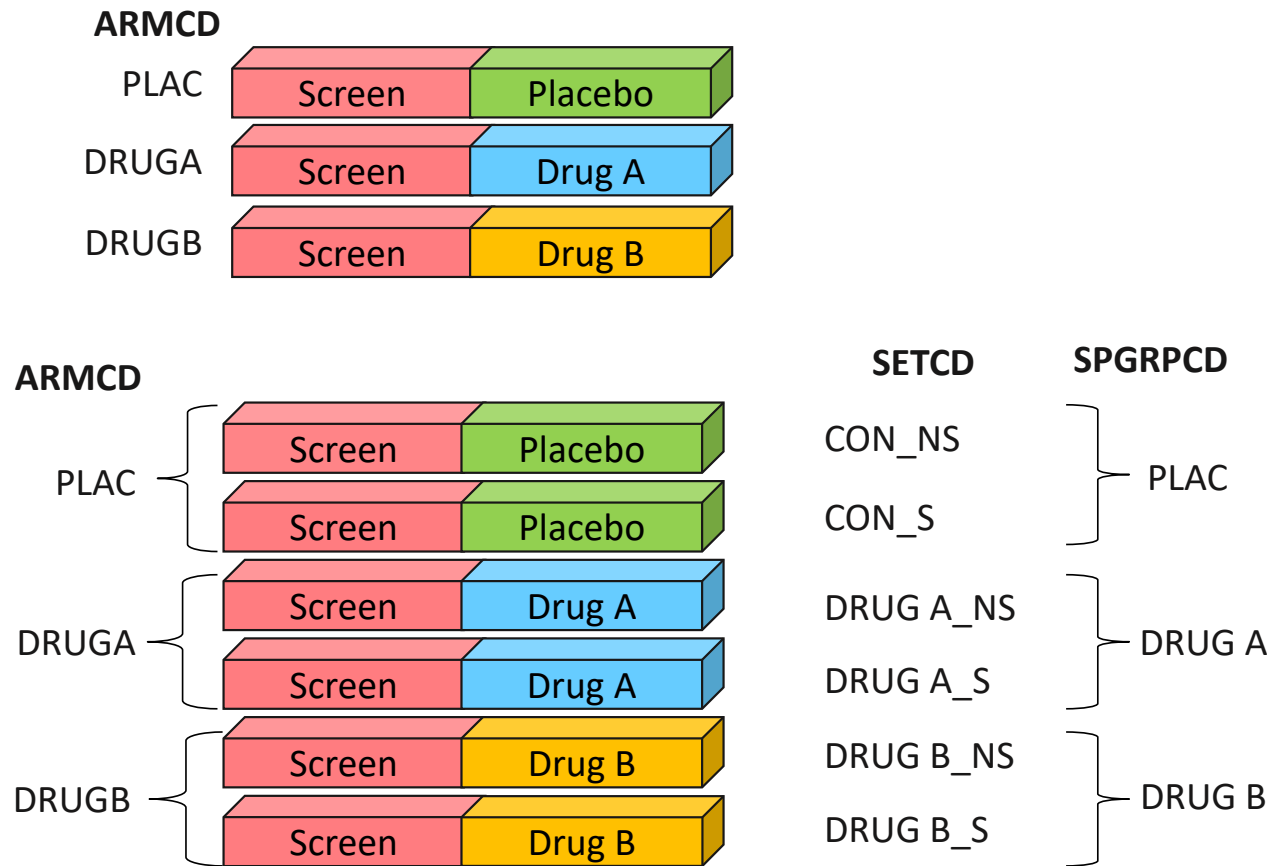 ARMCD
PLAC Screen Placebo
DRUGA Screen Drug A
DRUGB Screen Drug B
ARMCD SETCD SPGRPCD
Screen Placebo CON_NS
PLAC PLAC
Screen Placebo CON_S
Screen Drug A DRUG A_NS
DRUGA DRUG A
Screen Drug A DRUG A_S
Screen Drug B DRUG B_NS
DRUGB DRUG B
Screen Drug B DRUG B_S